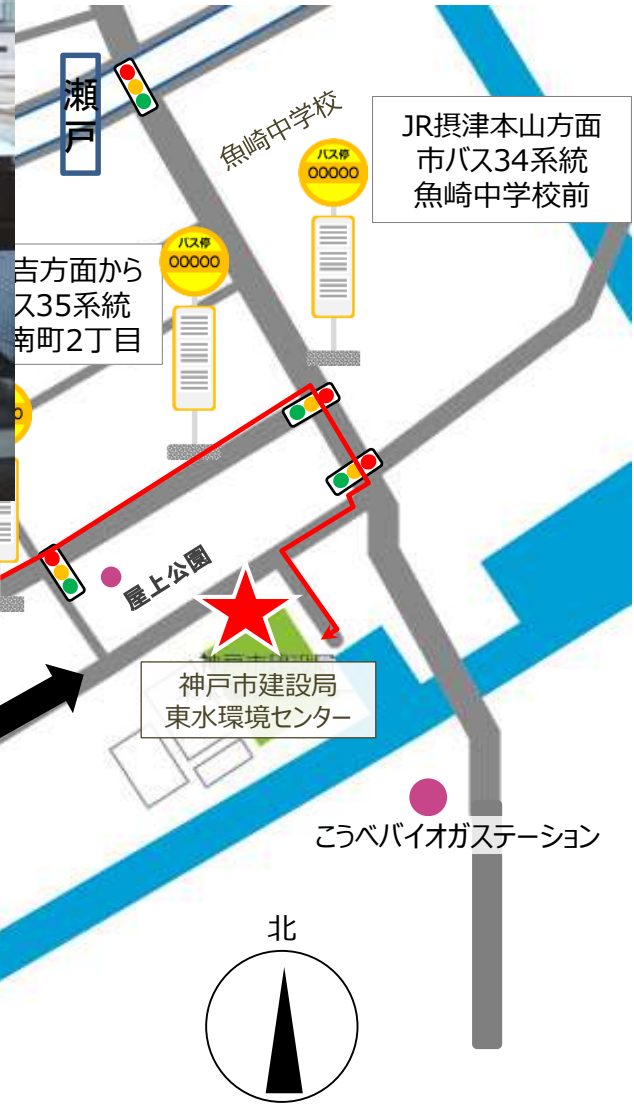 瀬戸
魚崎中学校
JR摂津本山方面
市バス34系統
魚崎中学校前
バス停
00000
バス停
00000
吉方面から
ス35系統
南町2丁目
0
屋上公園
神戸市建設局
東水環境センター
こうべバイオガスステーション
北